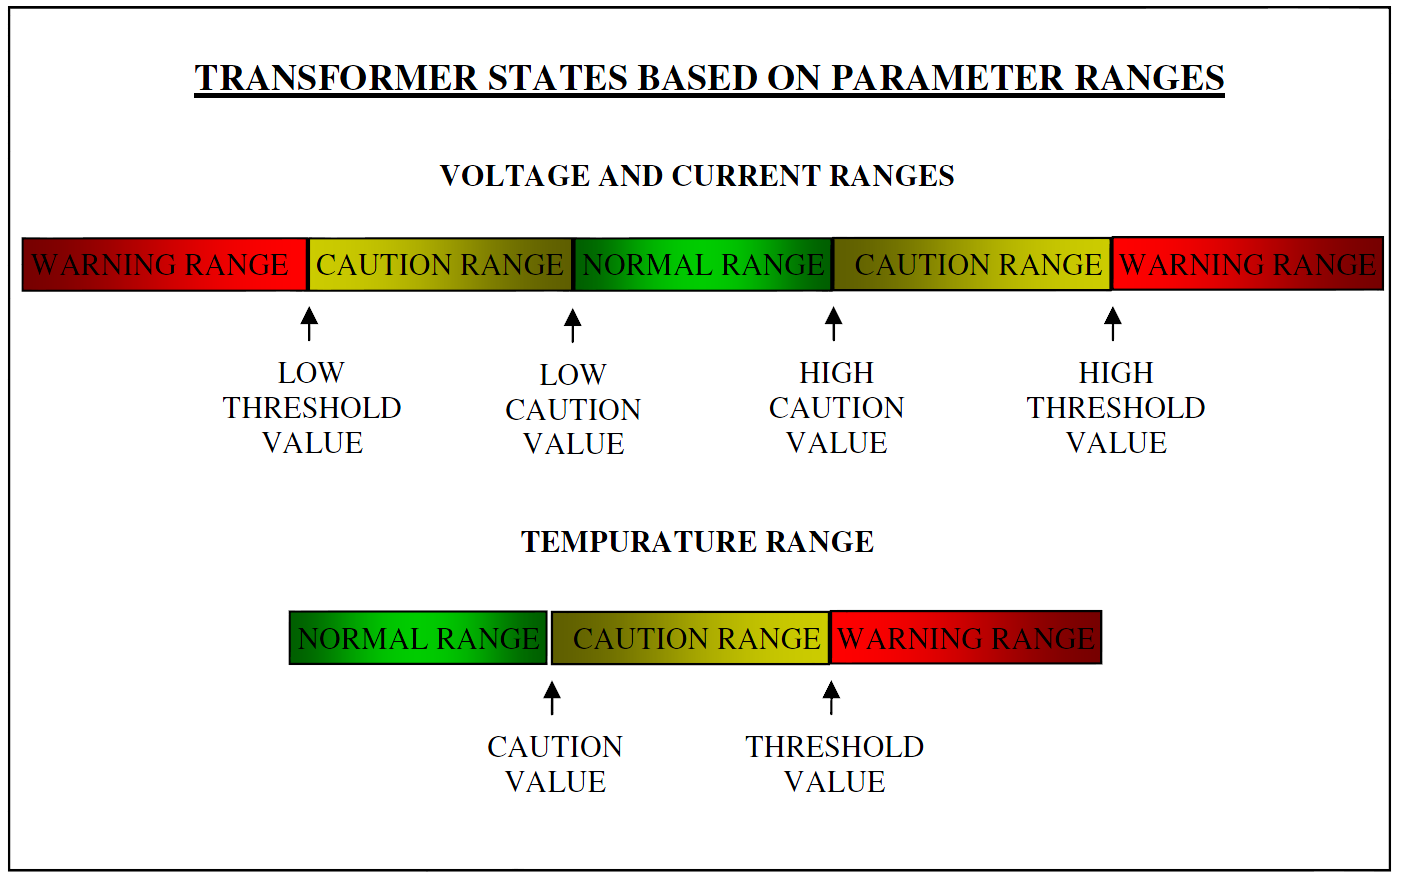 TRANSFORMER STATES BASED ON PARAMETER RANGES
VOLTAGE AND CURRENT RANGES
WARNING RANGE CAUTION RANGE NORMAL RANGE CAUTION RANGE WARNING RANGE
LOW THRESHOLD VALUE
LOW CAUTION VALUE
HIGH CAUTION VALUE
HIGH THRESHOLD VALUE
TEMPURATURE RANGE
NORMAL RANGE CAUTION RANGE WARNING RANGE
CAUTION VALUE
THRESHOLD VALUE